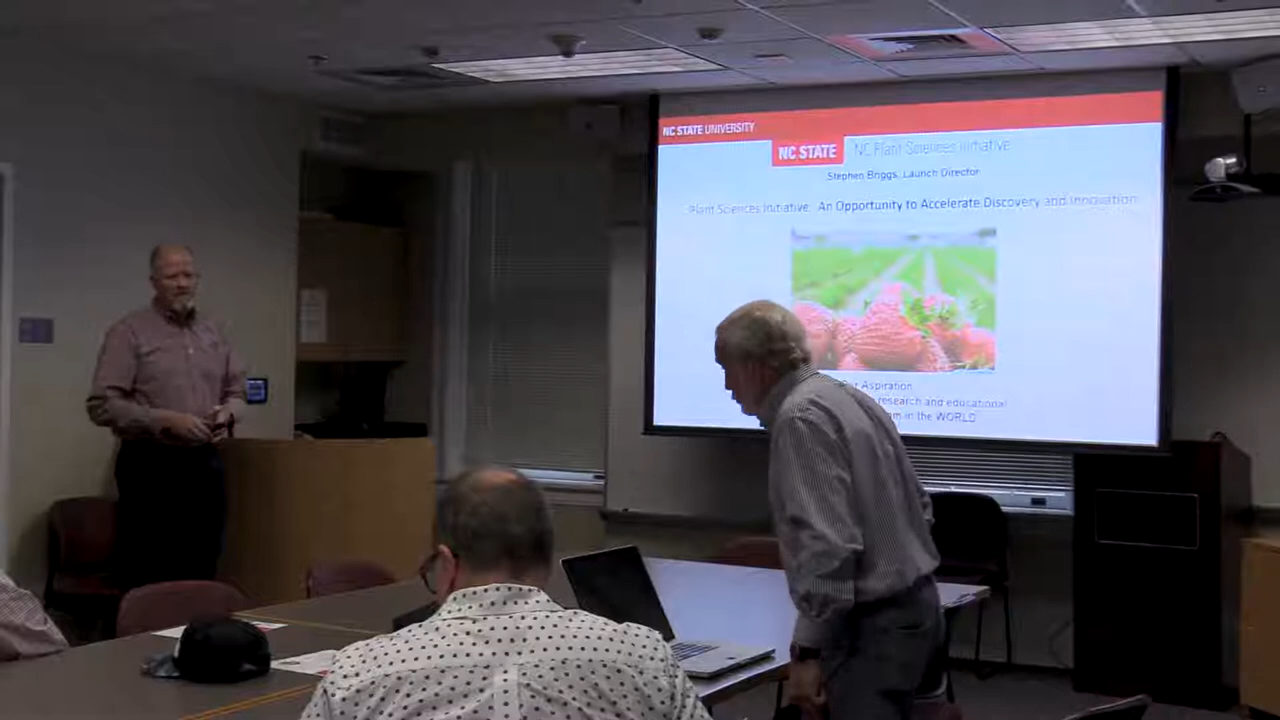 NC STATE UNIVERSITY
NC STATE
NC Plant Sciences Initiative
Stephen Briggs, Launch Director
Plant Sciences Initiative: An Opportunity to Accelerate Discovery and Innovation
Aspiration
research and educational
in the WORLD